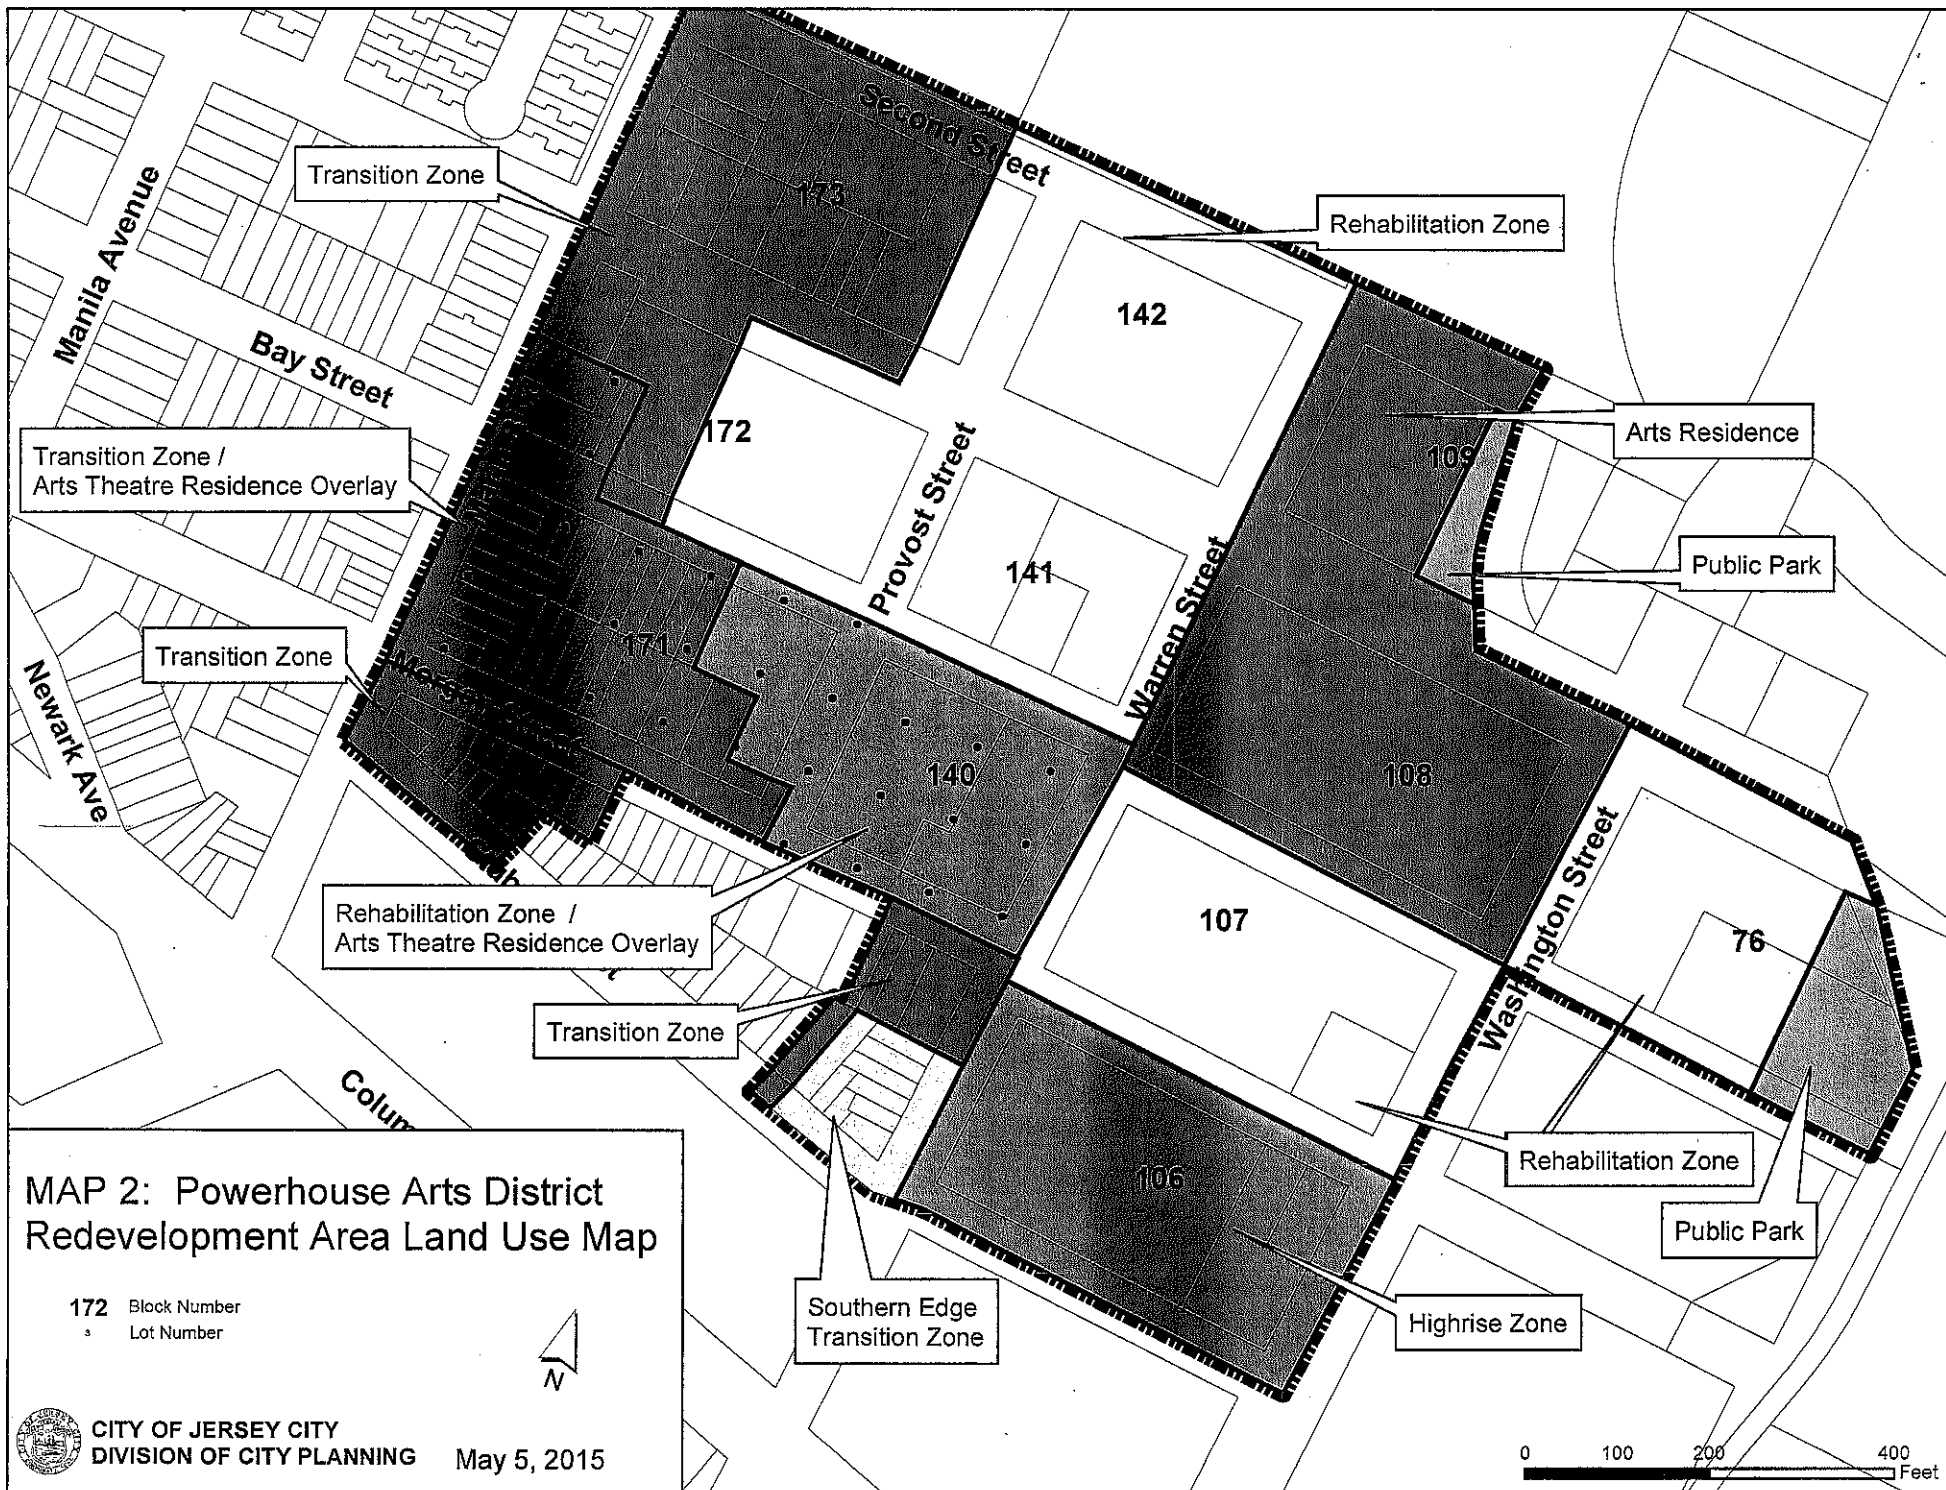 Second Street
Transition Zone
173
Rehabilitation Zone
Manila Avenue
142
Bay Street
172
Arts Residence
109
Transition Zone /
Arts Theatre Residence Overlay
Provost Street
141
Public Park
Warren Street
171
Transition Zone
Newark Ave
140
108
Washington Street
Rehabilitation Zone /
Arts Theatre Residence Overlay
107
76
Transition Zone
Colum
106
Rehabilitation Zone
Public Park
Southern Edge
Transition Zone
Highrise Zone
MAP 2: Powerhouse Arts District
Redevelopment Area Land Use Map
172 Block Number
Lot Number
N
CITY OF JERSEY CITY
DIVISION OF CITY PLANNING
May 5, 2015
0 100 200 400
Feet